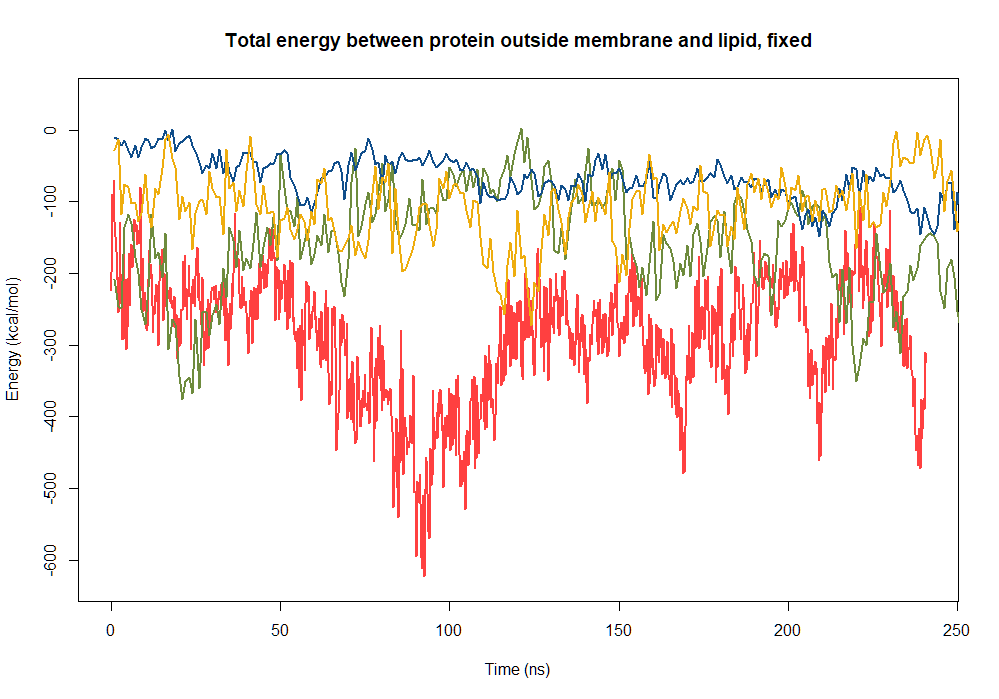 Total energy between protein outside membrane and lipid, fixed
Energy (kcal/mol)
0
-100
-200
-300
-400
-500
-600
0 50 100 150 200 250
Time (ns)